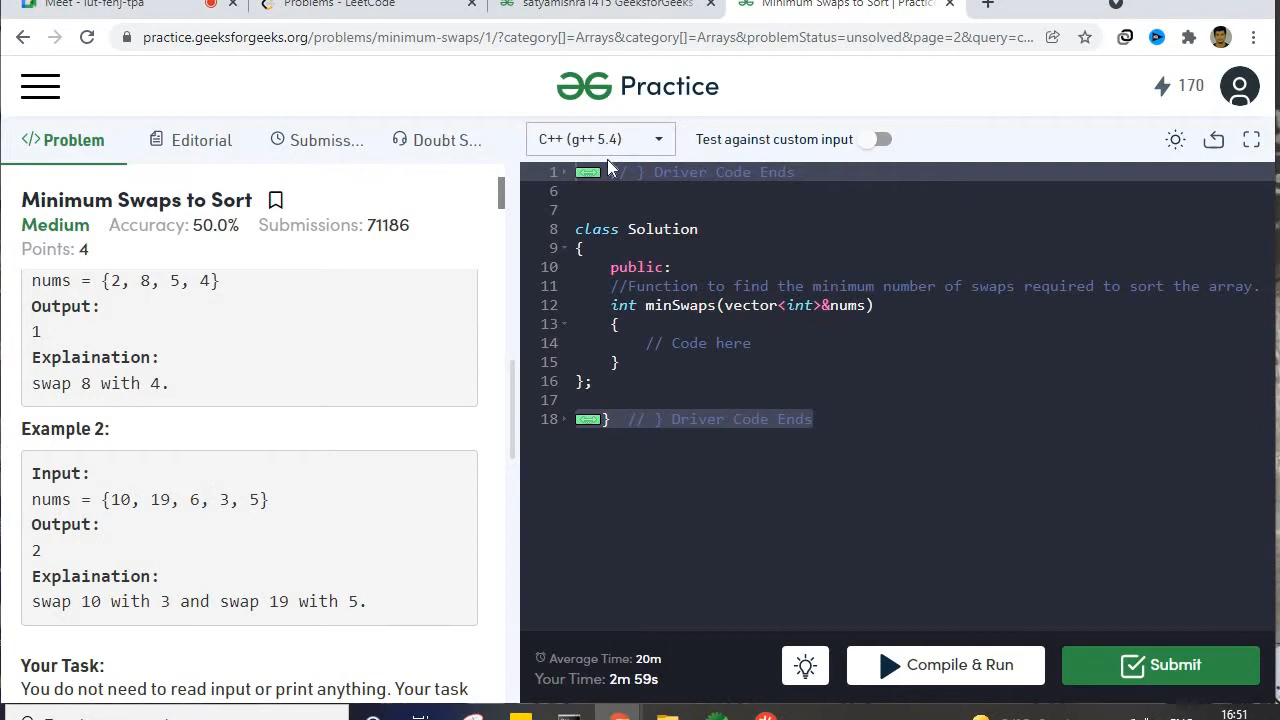 Meet - iut-fehj-tpa
Problems - LeetCode
satyamishra1415 GeeksforGeeks
Minimum Swaps to Sort | Practic
practice.geeksforgeeks.org/problems/minimum-swaps/1/?category[]=Arrays&category[]=Arrays&problemStatus=unsolved&page=2&query=c...
Practice
170
</> Problem
Editorial
Submiss...
Doubt S...
C++ (g++ 5.4)
Test against custom input
Minimum Swaps to Sort
Medium Accuracy: 50.0% Submissions: 71186
Points: 4
nums = {2, 8, 5, 4}
Output:
1
Explaination:
swap 8 with 4.
Example 2:
Input:
nums = {10, 19, 6, 3, 5}
Output:
2
Explaination:
swap 10 with 3 and swap 19 with 5.
Your Task:
You do not need to read input or print anything. Your task
1 // } Driver Code Ends
6
7
8 class Solution
9 {
10 public:
11 //Function to find the minimum number of swaps required to sort the array.
12 int minSwaps(vector<int>&nums)
13 {
14 // Code here
15 }
16 };
17
18 } // } Driver Code Ends
Average Time: 20m
Your Time: 2m 59s
Compile & Run
Submit
16:51